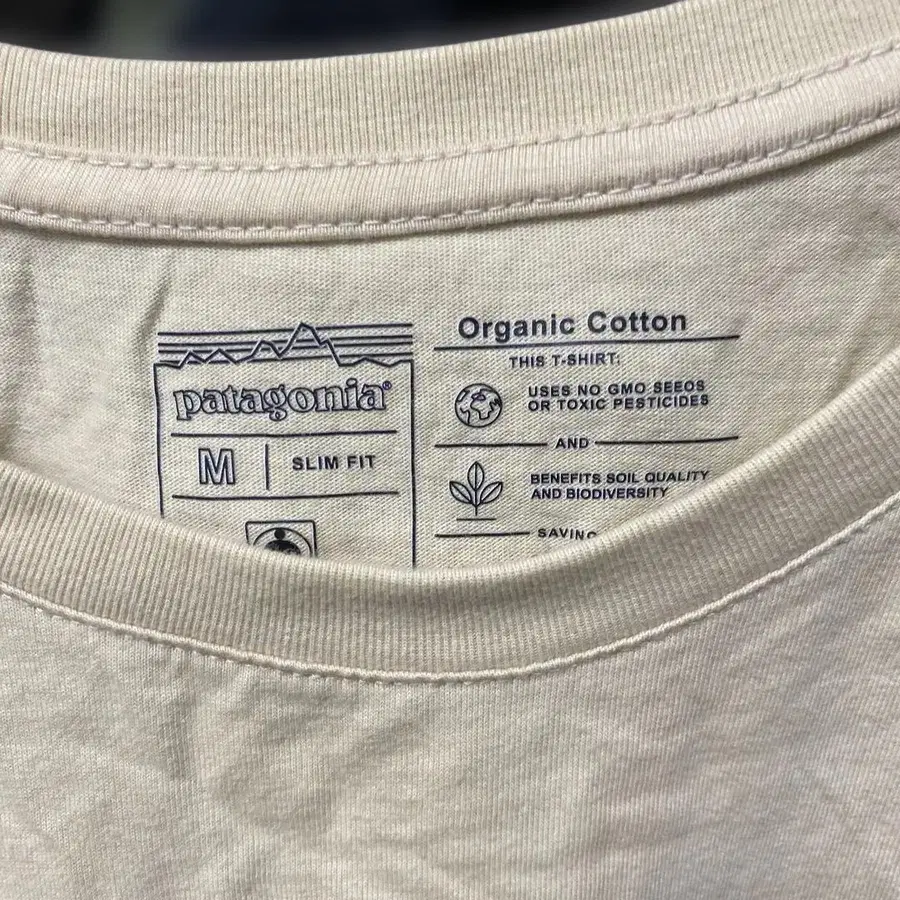 patagonia®
M
SLIM FIT
Organic Cotton
THIS T-SHIRT:
USES NO GMO SEEDS
OR TOXIC PESTICIDES
AND
BENEFITS SOIL QUALITY
AND BIODIVERSITY